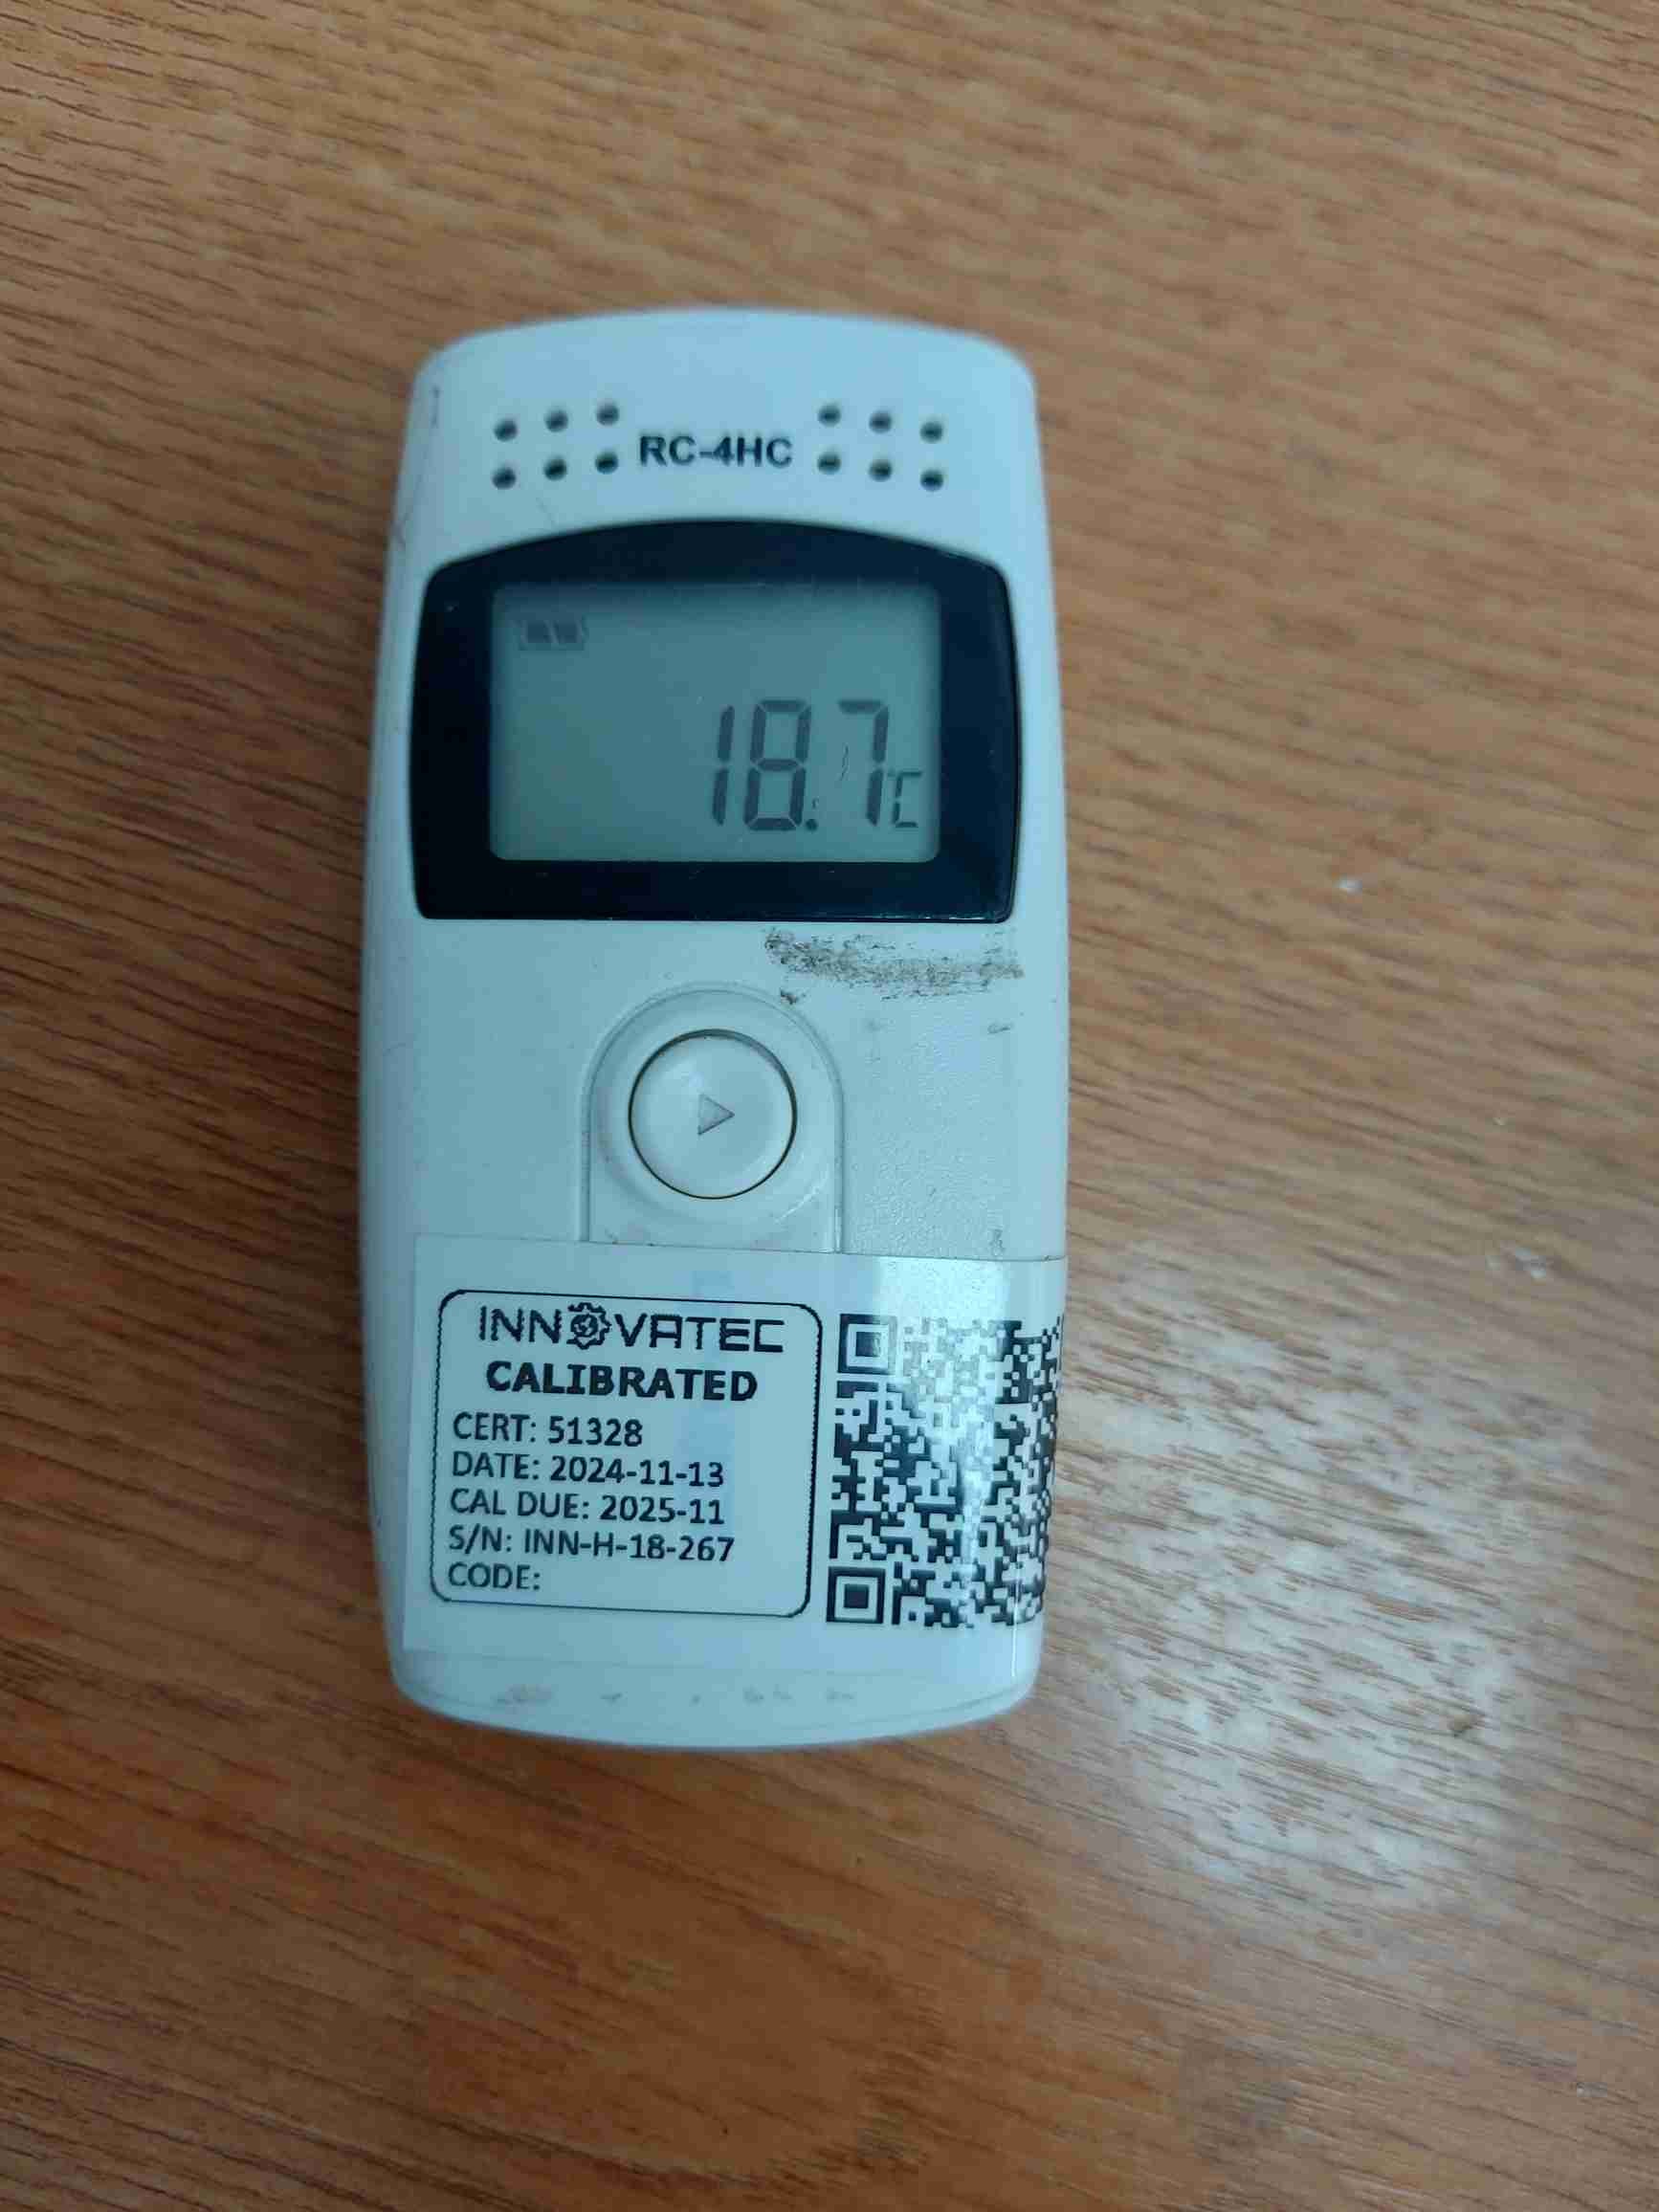 RC-4HC
18.7℃
INNOVATEC
CALIBRATED
CERT: 51328
DATE: 2024-11-13
CAL DUE: 2025-11
S/N: INN-H-18-267
CODE: